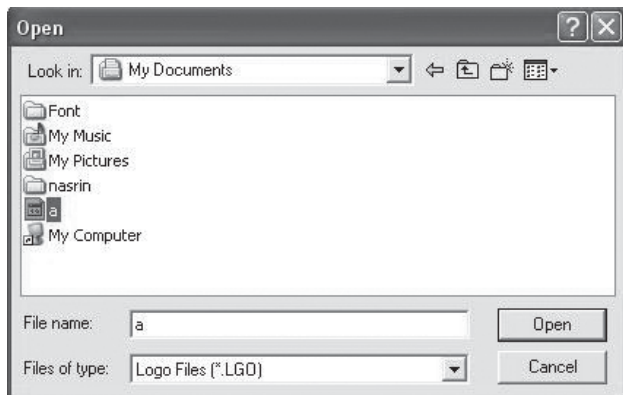 Open
Look in: My Documents
Font
My Music
My Pictures
nasrin
a
My Computer
File name: a Open
Files of type: Logo Files (*.LGO) Cancel